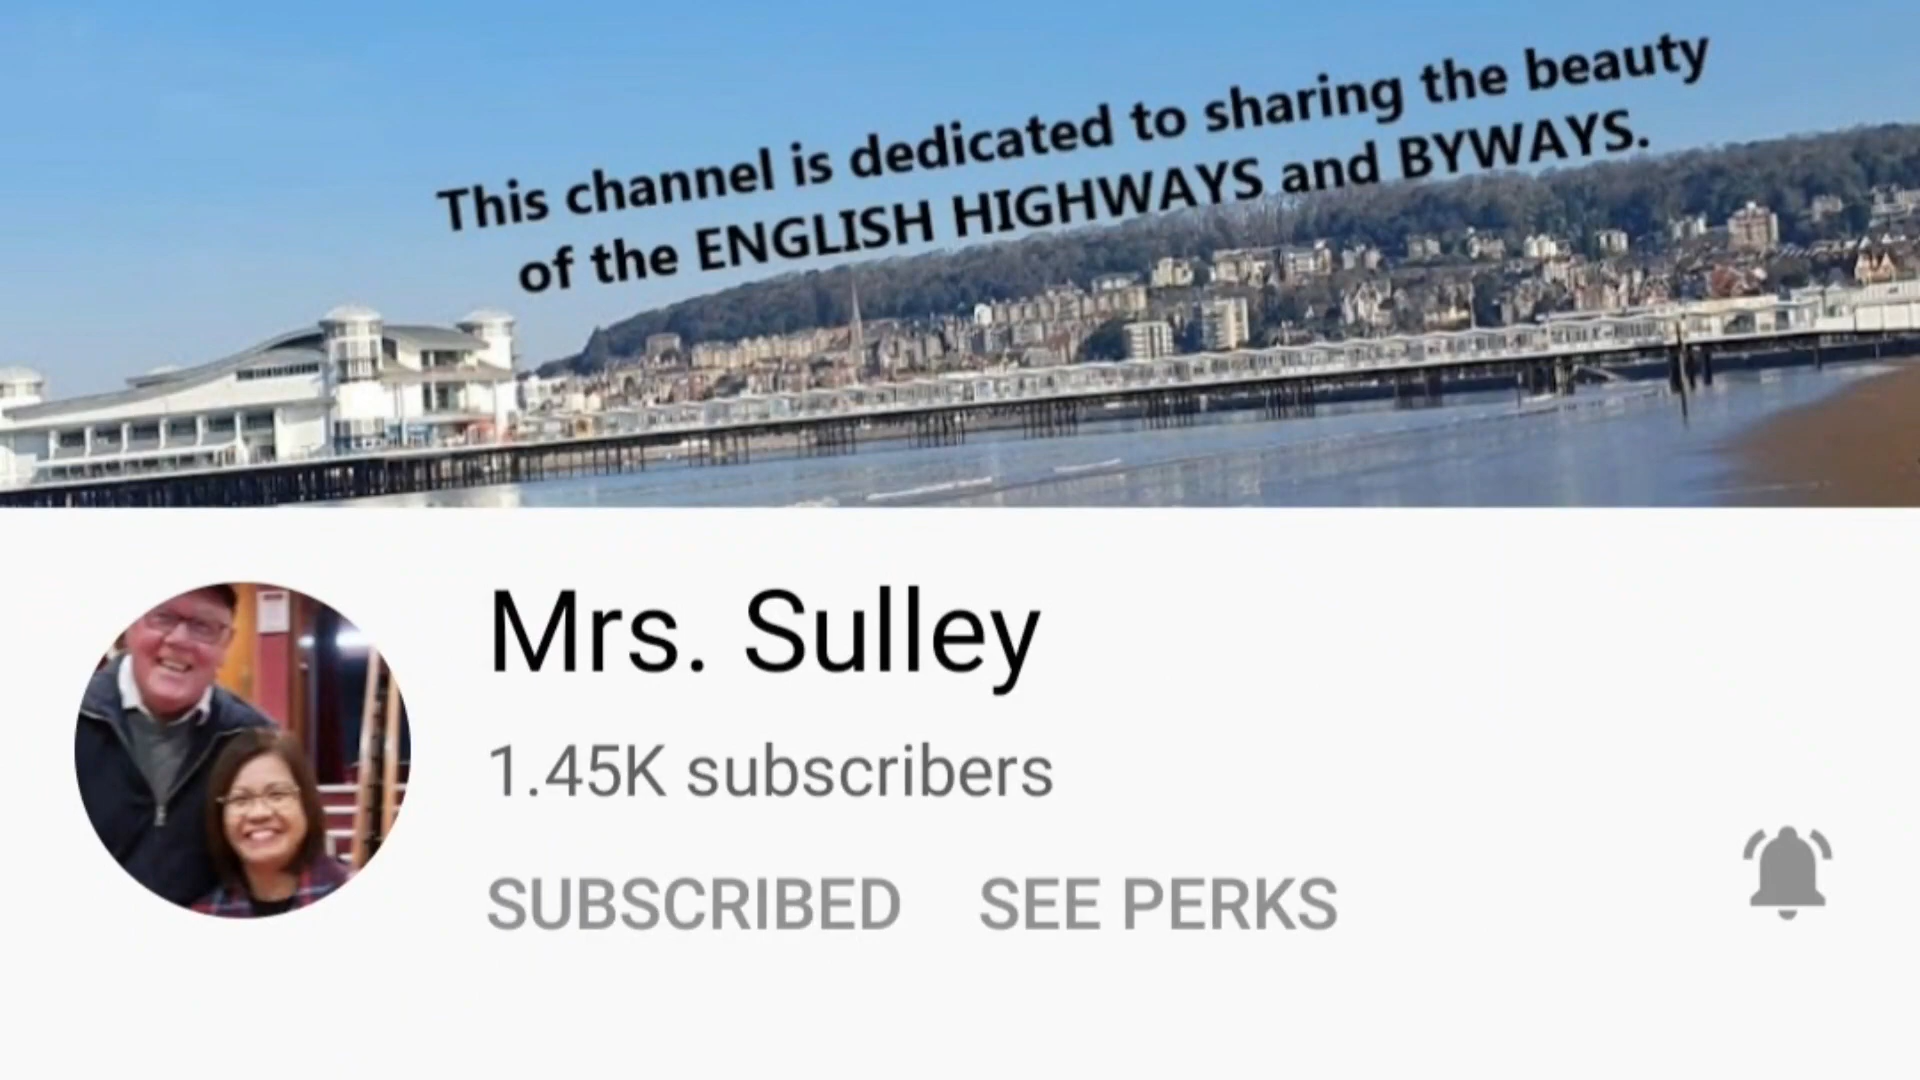 This channel is dedicated to sharing the beauty
of the ENGLISH HIGHWAYS and BYWAYS.
Mrs. Sulley
1.45K subscribers
SUBSCRIBED SEE PERKS